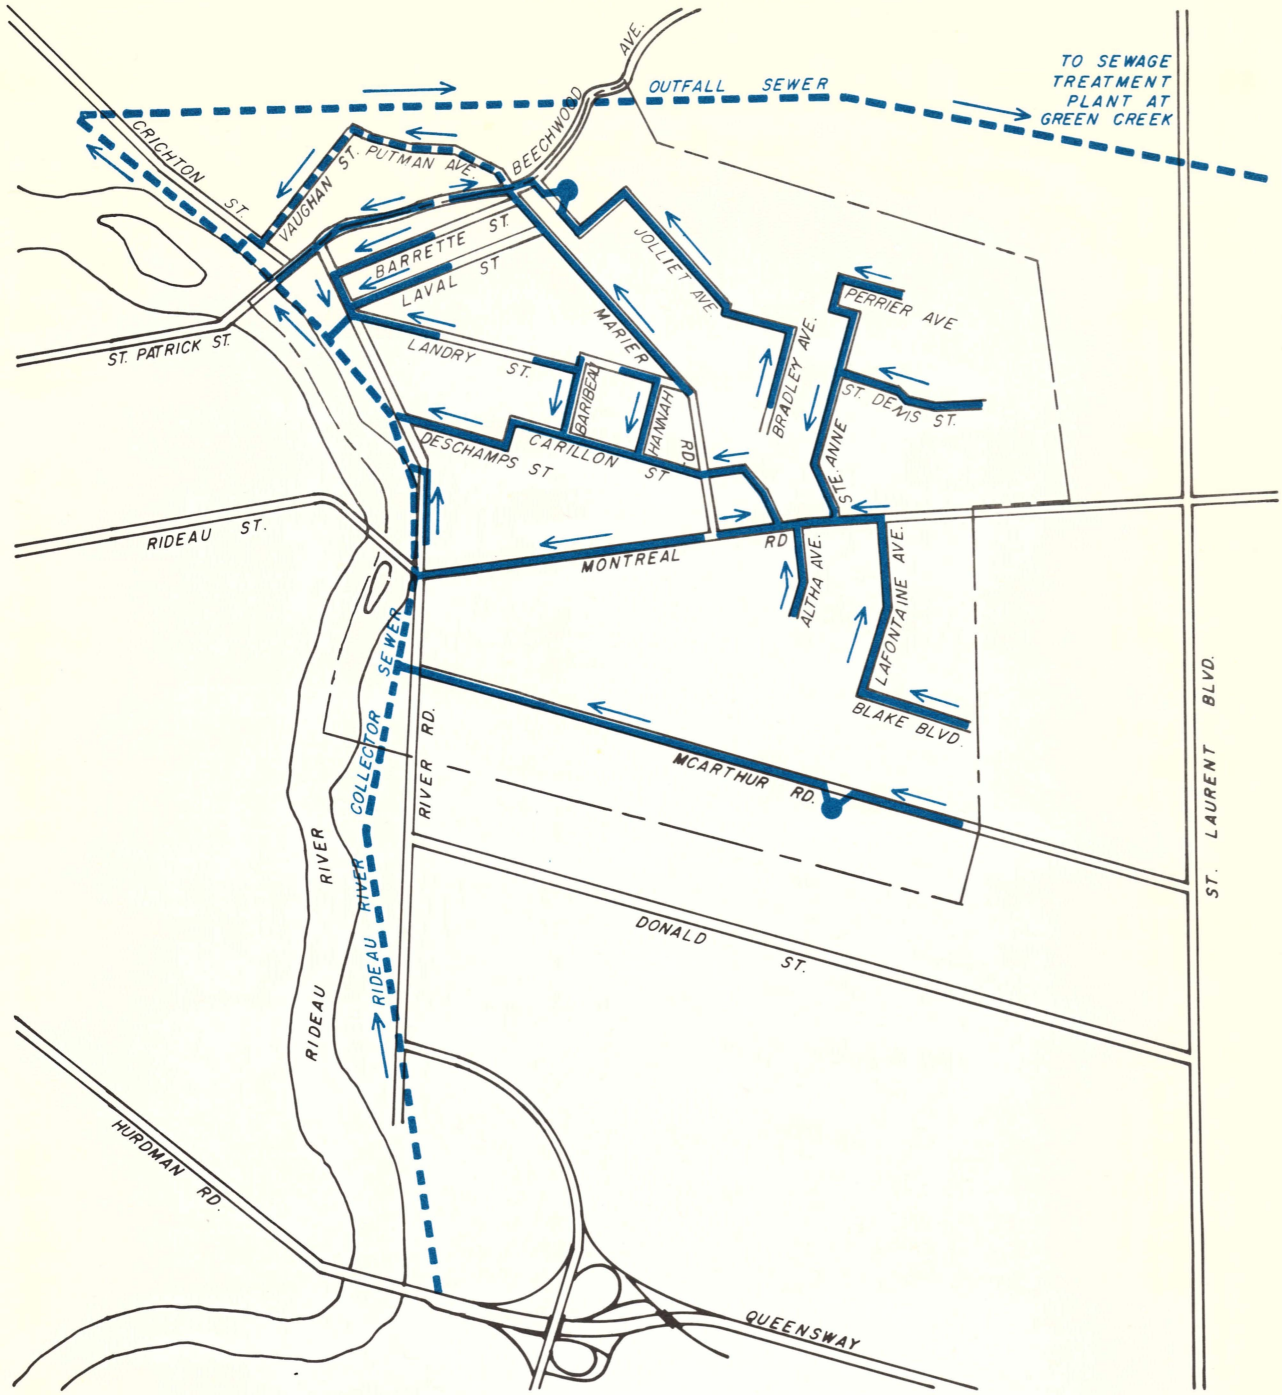 AVE.
TO SEWAGE
TREATMENT
PLANT AT
GREEN CREEK
OUTFALL SEWER
BEECHWOOD
CRICHTON ST.
VAUGHAN ST.
PUTMAN AVE.
BARRETTE ST.
LAVAL ST
JOLLIET AVE.
PERRIER AVE
MARIER
RD.
BRADLEY AVE.
ST. PATRICK ST.
LANDRY ST.
BARIBEAU
HANNAH
ST. DENIS ST.
STE. ANNE
DESCHAMPS ST
CARILLON ST
RIDEAU ST.
MONTREAL RD
ALTHA AVE.
LAFONTAINE AVE.
BLAKE BLVD.
RIDEAU RIVER COLLECTOR SEWER
RIVER RD.
MCARTHUR RD.
ST. LAURENT BLVD.
RIDEAU RIVER
DONALD ST.
HURDMAN RD.
QUEENSWAY